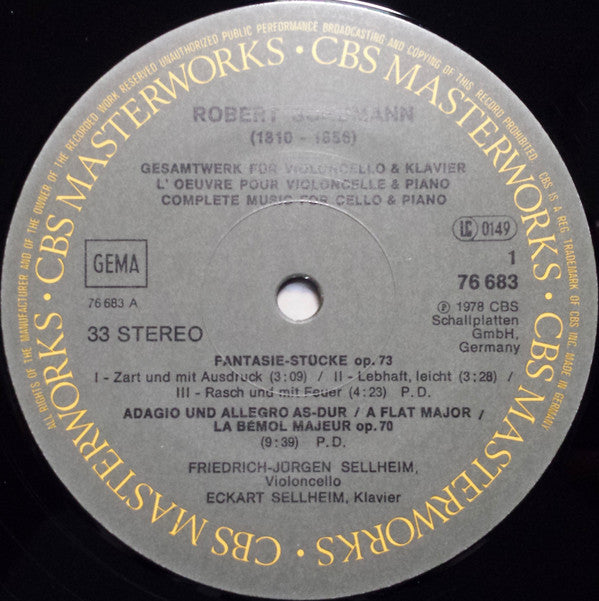 ALL RIGHTS OF THE MANUFACTURER AND OF THE OWNER OF THE RECORDED WORK RESERVED UNAUTHORIZED PUBLIC PERFORMANCE BROADCASTING AND COPYING OF THIS RECORD PROHIBITED. CBS IS A REG. TRADEMARK OF CBS INC. MADE IN GERMANY
CBS MASTERWORKS • CBS MASTERWORKS • CBS MASTERWORKS • CBS MASTERWORKS •
ROBERT SCHUMANN
(1810 - 1856)
GESAMTWERK FÜR VIOLONCELLO & KLAVIER
L' OEUVRE POUR VIOLONCELLE & PIANO
COMPLETE MUSIC FOR CELLO & PIANO
LC 0149
GEMA
1
76 683
76 683 A
℗ 1978 CBS
Schallplatten
GmbH,
Germany
33 STEREO
FANTASIE-STÜCKE op. 73
I - Zart und mit Ausdruck (3:09) / II - Lebhaft, leicht (3:28) /
III - Rasch und mit Feuer (4:23) P.D.
ADAGIO UND ALLEGRO AS-DUR / A FLAT MAJOR /
LA BÉMOL MAJEUR op. 70
(9:39) P.D.
FRIEDRICH-JÜRGEN SELLHEIM,
Violoncello
ECKART SELLHEIM, Klavier